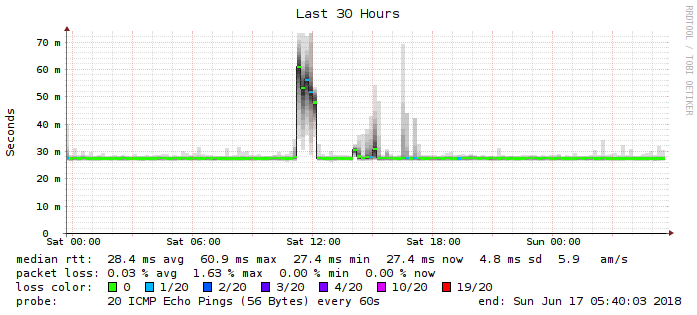 Last 30 Hours
RRDTOOL / TOBI OETIKER
Seconds
70 m
60 m
50 m
40 m
30 m
20 m
10 m
0
Sat 00:00 Sat 06:00 Sat 12:00 Sat 18:00 Sun 00:00
median rtt: 28.4 ms avg 60.9 ms max 27.4 ms min 27.4 ms now 4.8 ms sd 5.9 am/s
packet loss: 0.03 % avg 1.63 % max 0.00 % min 0.00 % now
loss color: 0 1/20 2/20 3/20 4/20 10/20 19/20
probe: 20 ICMP Echo Pings (56 Bytes) every 60s end: Sun Jun 17 05:40:03 2018